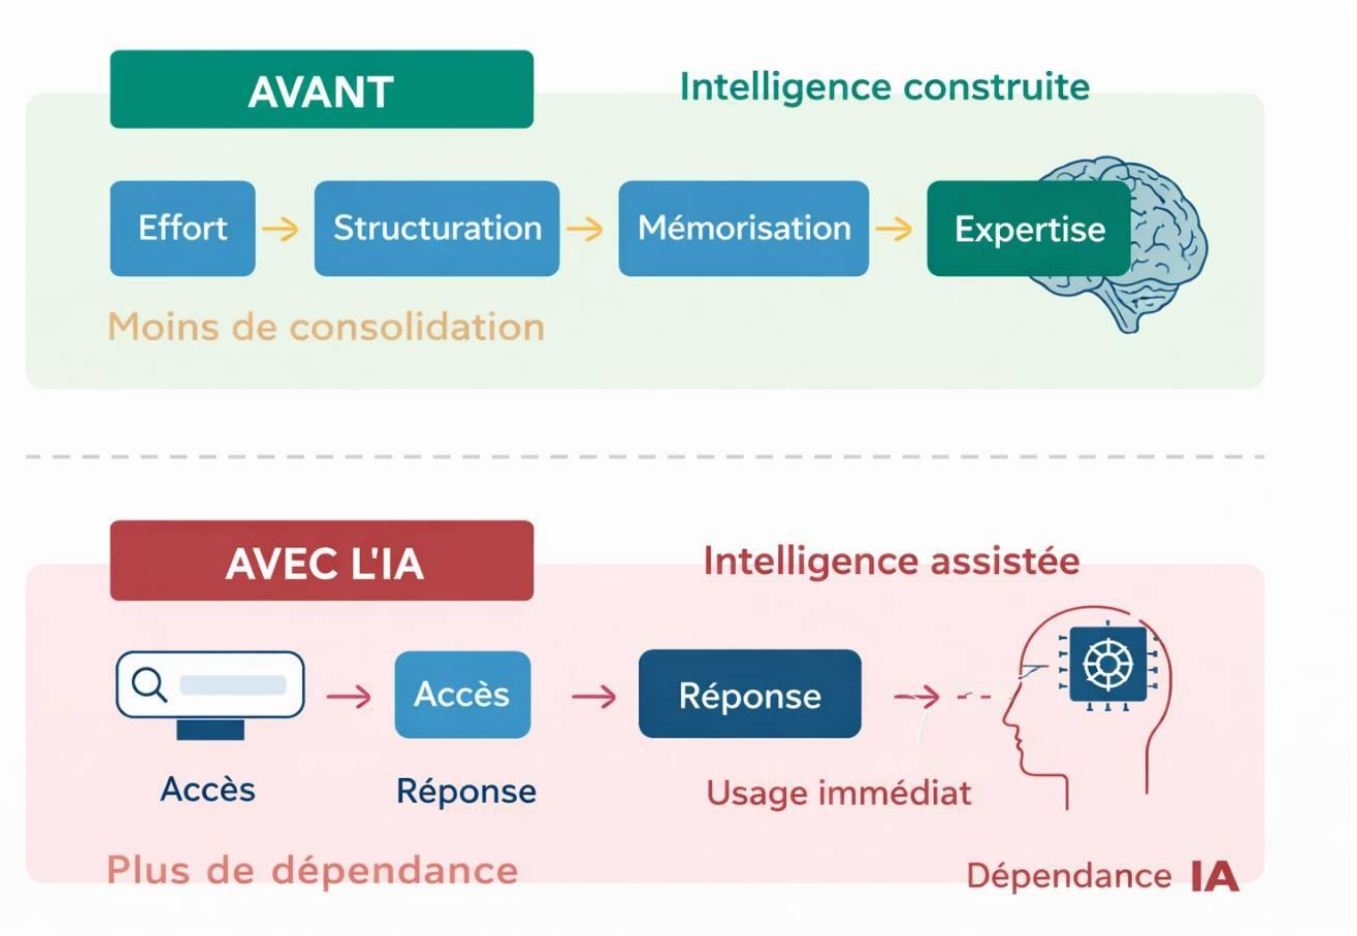 AVANT
Intelligence construite
Effort
Structuration
Mémorisation
Expertise
Moins de consolidation
AVEC L'IA
Intelligence assistée
Accès
Réponse
Accès
Réponse
Usage immédiat
Plus de dépendance
Dépendance IA